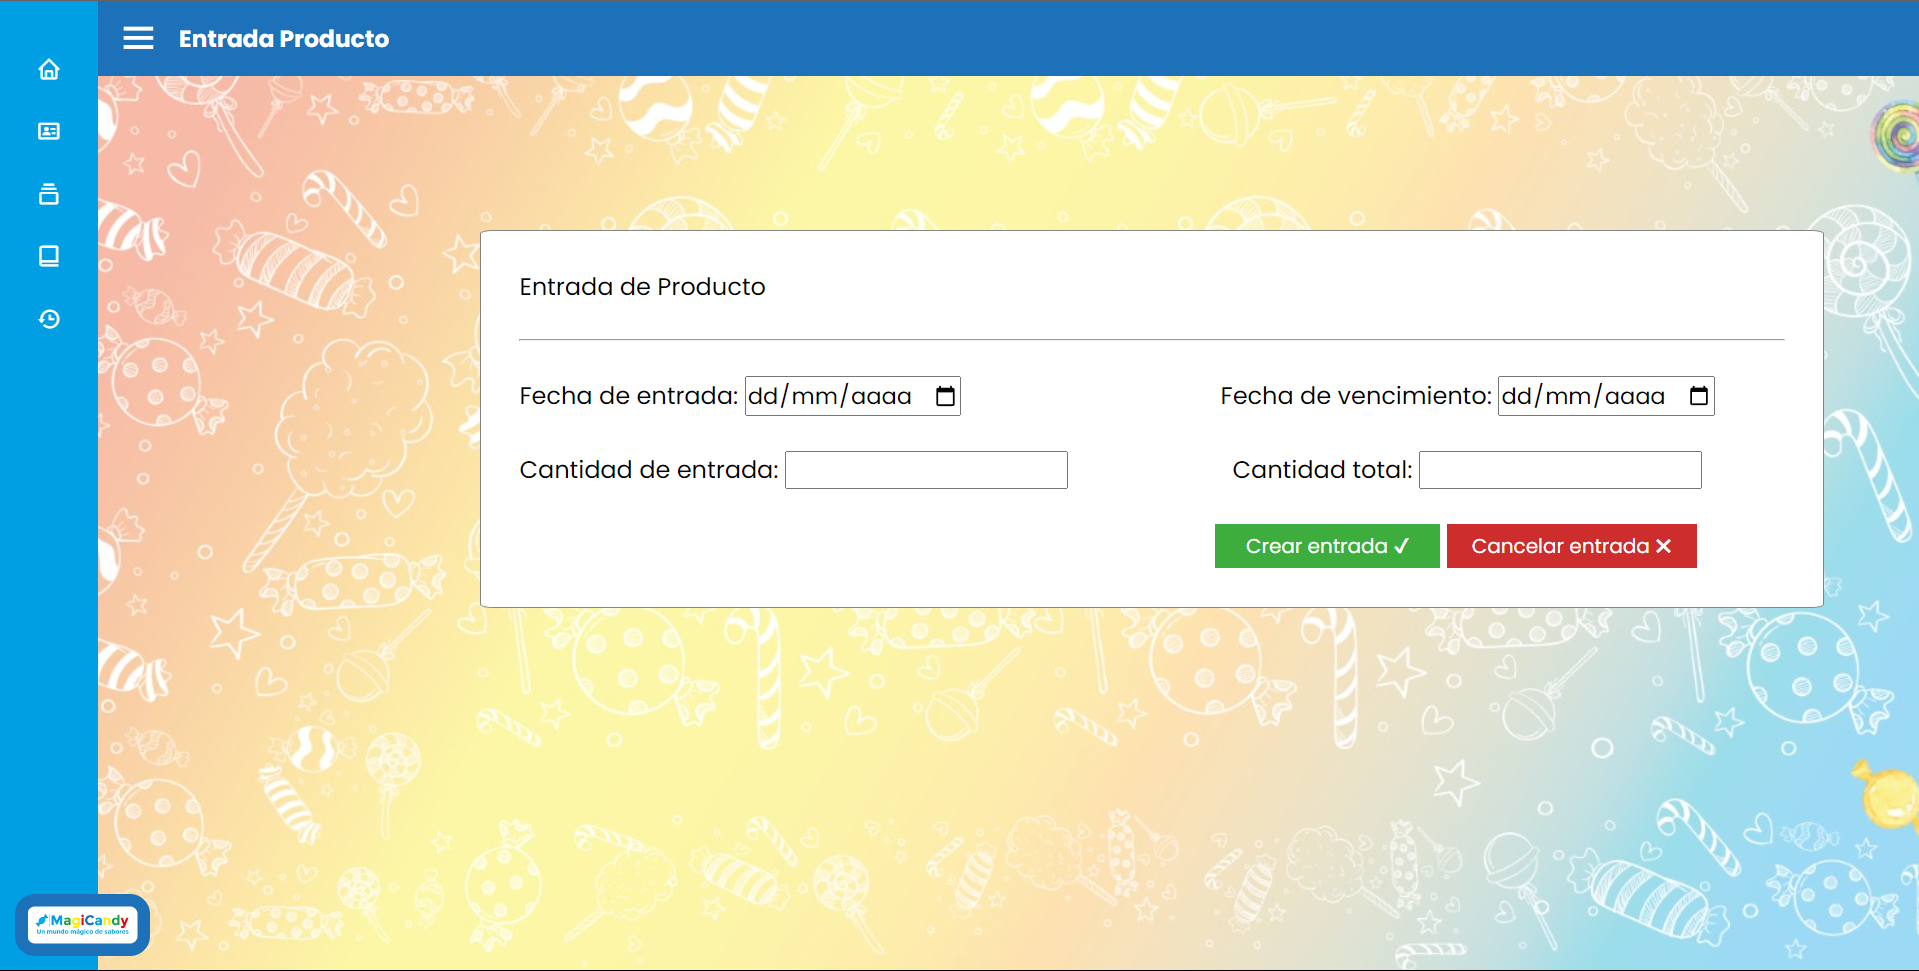 Entrada Producto
Entrada de Producto
Fecha de entrada: dd/mm/aaaa
Fecha de vencimiento: dd/mm/aaaa
Cantidad de entrada:
Cantidad total:
Crear entrada ✓
Cancelar entrada ✕
MagiCandy
Un mundo mágico de sabores